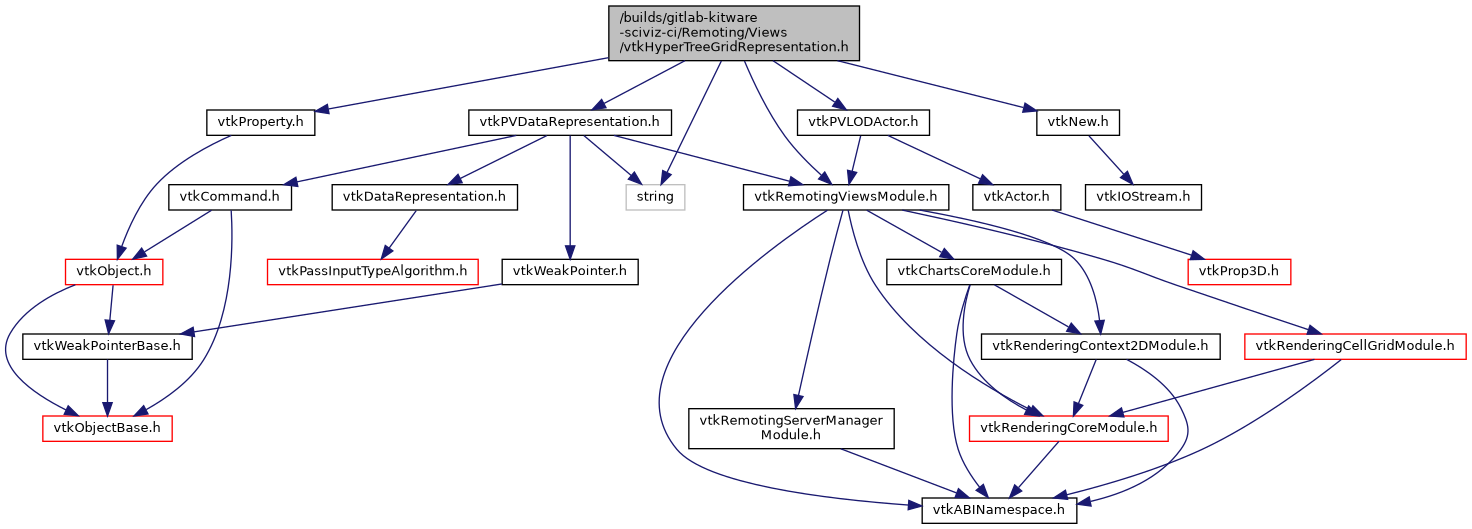 /builds/gitlab-kitware
-sciviz-ci/Remoting/Views
/vtkHyperTreeGridRepresentation.h
vtkProperty.h
vtkPVDataRepresentation.h
vtkPVLODActor.h
vtkNew.h
vtkCommand.h
vtkDataRepresentation.h
string
vtkRemotingViewsModule.h
vtkActor.h
vtkIOStream.h
vtkObject.h
vtkPassInputTypeAlgorithm.h
vtkWeakPointer.h
vtkChartsCoreModule.h
vtkProp3D.h
vtkWeakPointerBase.h
vtkRenderingContext2DModule.h
vtkRenderingCellGridModule.h
vtkObjectBase.h
vtkRemotingServerManager
Module.h
vtkRenderingCoreModule.h
vtkABINamespace.h